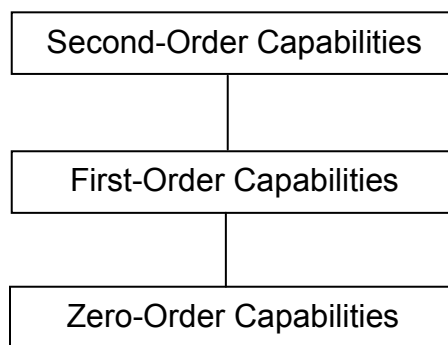 Second-Order Capabilities
First-Order Capabilities
Zero-Order Capabilities